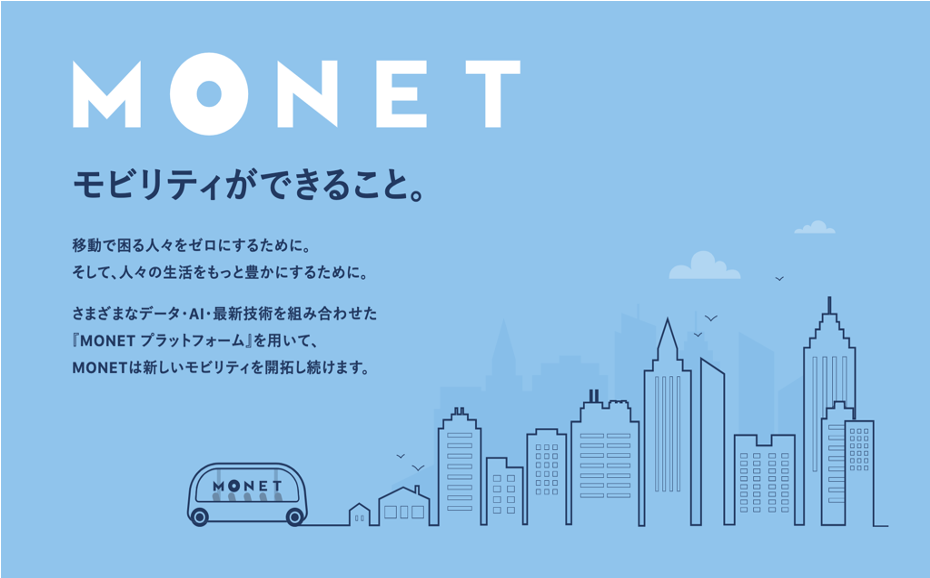 MONET
モビリティができること。
移動で困る人々をゼロにするために。
そして、人々の生活をもっと豊かにするために。
さまざまなデータ・AI・最新技術を組み合わせた
『MONET プラットフォーム』を用いて、
MONETは新しいモビリティを開拓し続けます。
MONET